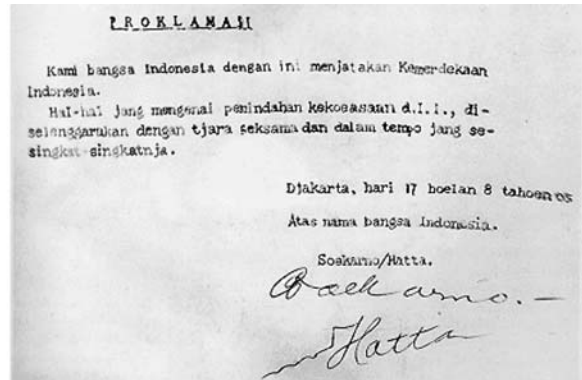 PROKLAMASI
Kami bangsa Indonesia dengan ini menjatakan Kemerdekaan
Indonesia.
Hal-hal jang mengenai pemindahan kekoeasaan d.l.l., di-
selenggarakan dengan tjara seksama dan dalam tempo jang se-
singkat-singkatnja.
Djakarta, hari 17 boelan 8 tahoen 05
Atas nama bangsa Indonesia.
Soekarno/Hatta.
Soekarno.—
Hatta